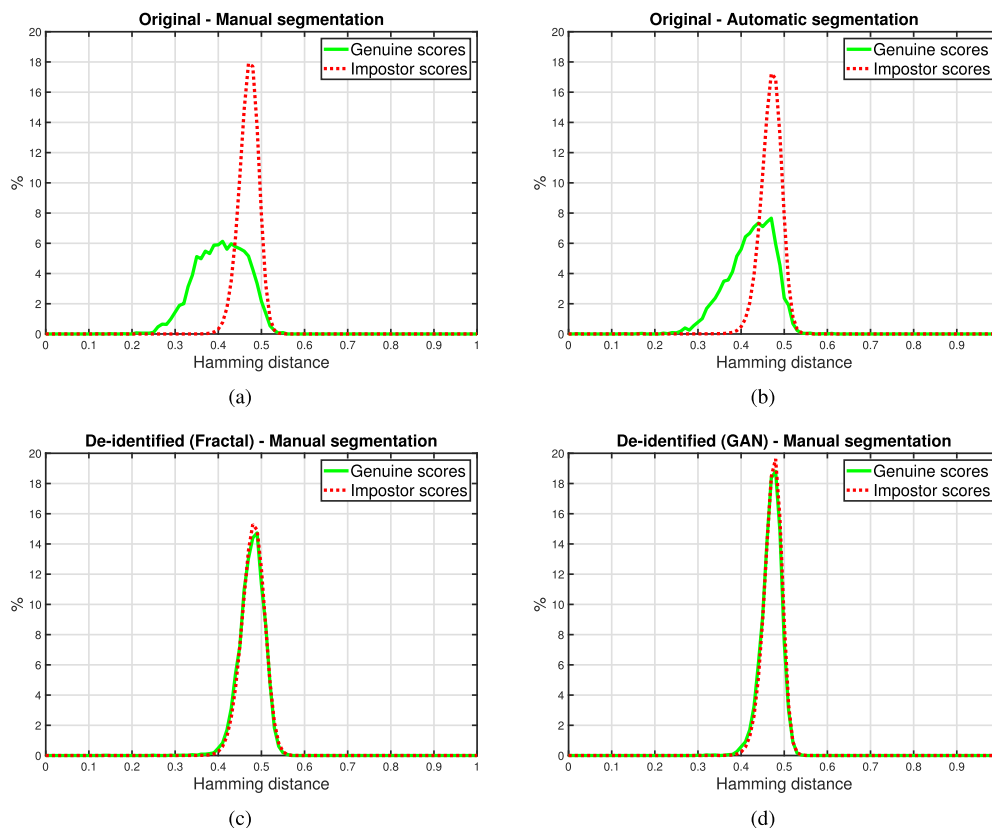 Original - Manual segmentation
20
18
16
14
12
10
8
6
4
2
0
%
Genuine scores
Impostor scores
0 0.1 0.2 0.3 0.4 0.5 0.6 0.7 0.8 0.9 1
Hamming distance
(a)
Original - Automatic segmentation
20
18
16
14
12
10
8
6
4
2
0
%
Genuine scores
Impostor scores
0 0.1 0.2 0.3 0.4 0.5 0.6 0.7 0.8 0.9
Hamming distance
(b)
De-identified (Fractal) - Manual segmentation
20
18
16
14
12
10
8
6
4
2
0
%
Genuine scores
Impostor scores
0 0.1 0.2 0.3 0.4 0.5 0.6 0.7 0.8 0.9 1
Hamming distance
(c)
De-identified (GAN) - Manual segmentation
20
18
16
14
12
10
8
6
4
2
0
%
Genuine scores
Impostor scores
0 0.1 0.2 0.3 0.4 0.5 0.6 0.7 0.8 0.9
Hamming distance
(d)